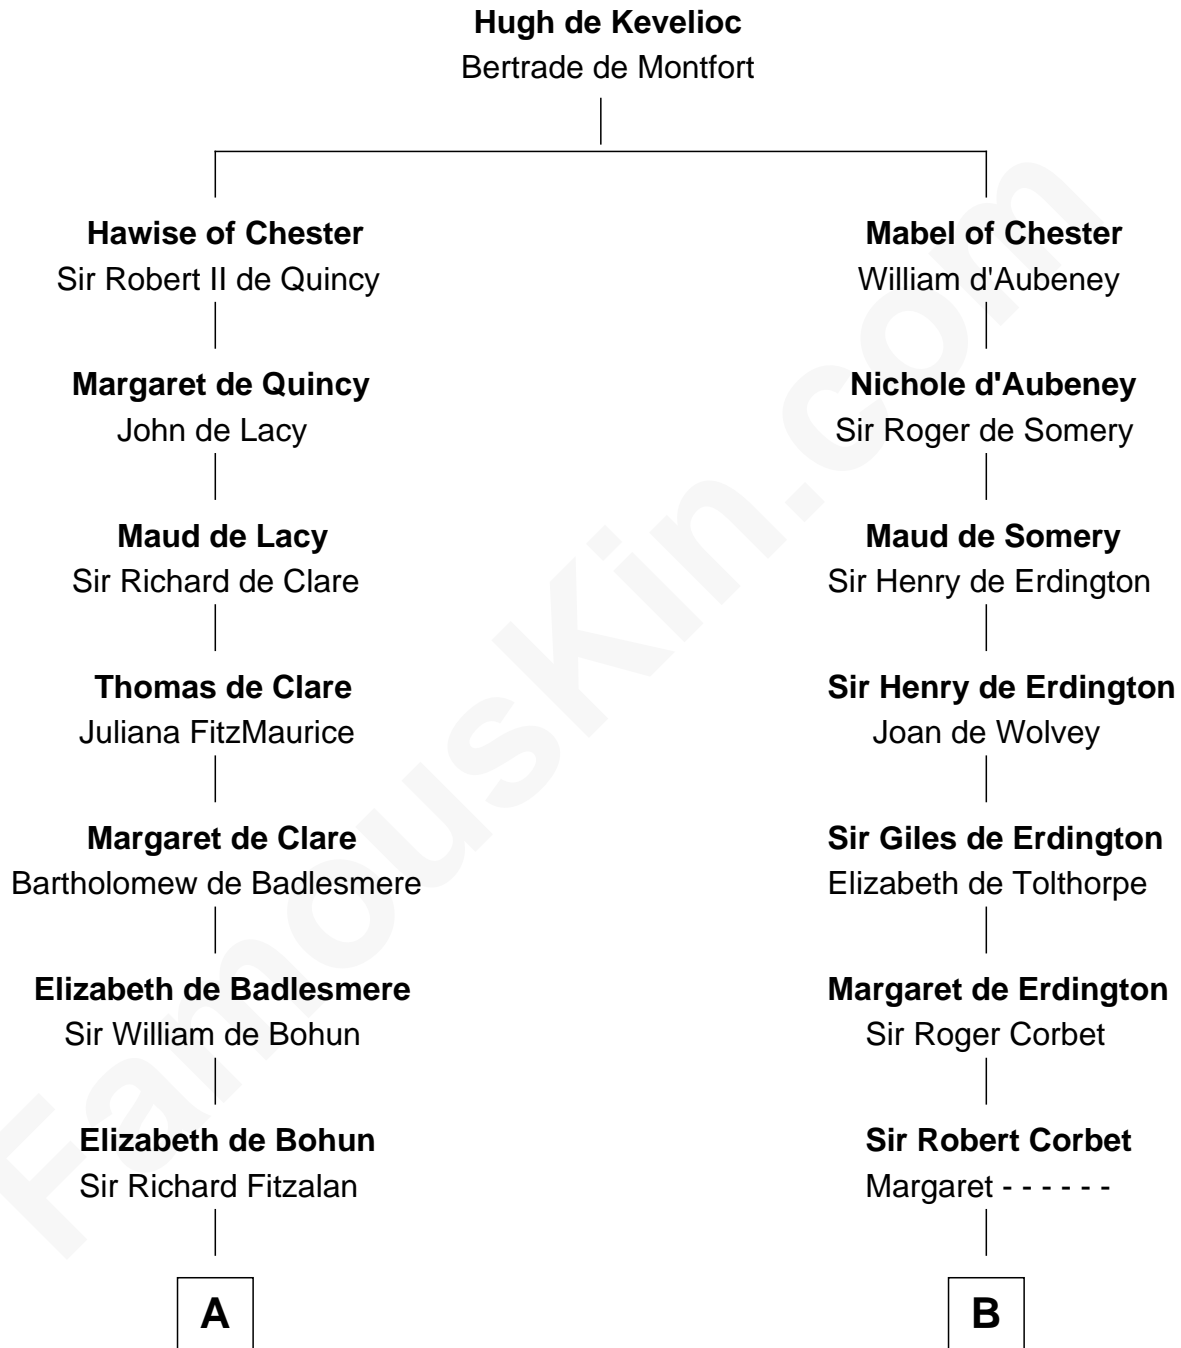 Hugh de Kevelioc
Bertrade de Montfort
Hawise of Chester
Sir Robert II de Quincy
Mabel of Chester
William d'Aubeney
Margaret de Quincy
John de Lacy
Nichole d'Aubeney
Sir Roger de Somery
Maud de Lacy
Sir Richard de Clare
Maud de Somery
Sir Henry de Erdington
Thomas de Clare
Juliana FitzMaurice
Sir Henry de Erdington
Joan de Wolvey
Margaret de Clare
Bartholomew de Badlesmere
Sir Giles de Erdington
Elizabeth de Tolthorpe
Elizabeth de Badlesmere
Sir William de Bohun
Margaret de Erdington
Sir Roger Corbet
Elizabeth de Bohun
Sir Richard Fitzalan
Sir Robert Corbet
Margaret - - - - - -
A
B
FamousKin.com